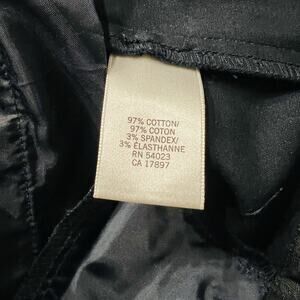 97% COTTON/
97% COTON
3% SPANDEX/
3% ÉLASTHANNE
RN 54023
CA 17897